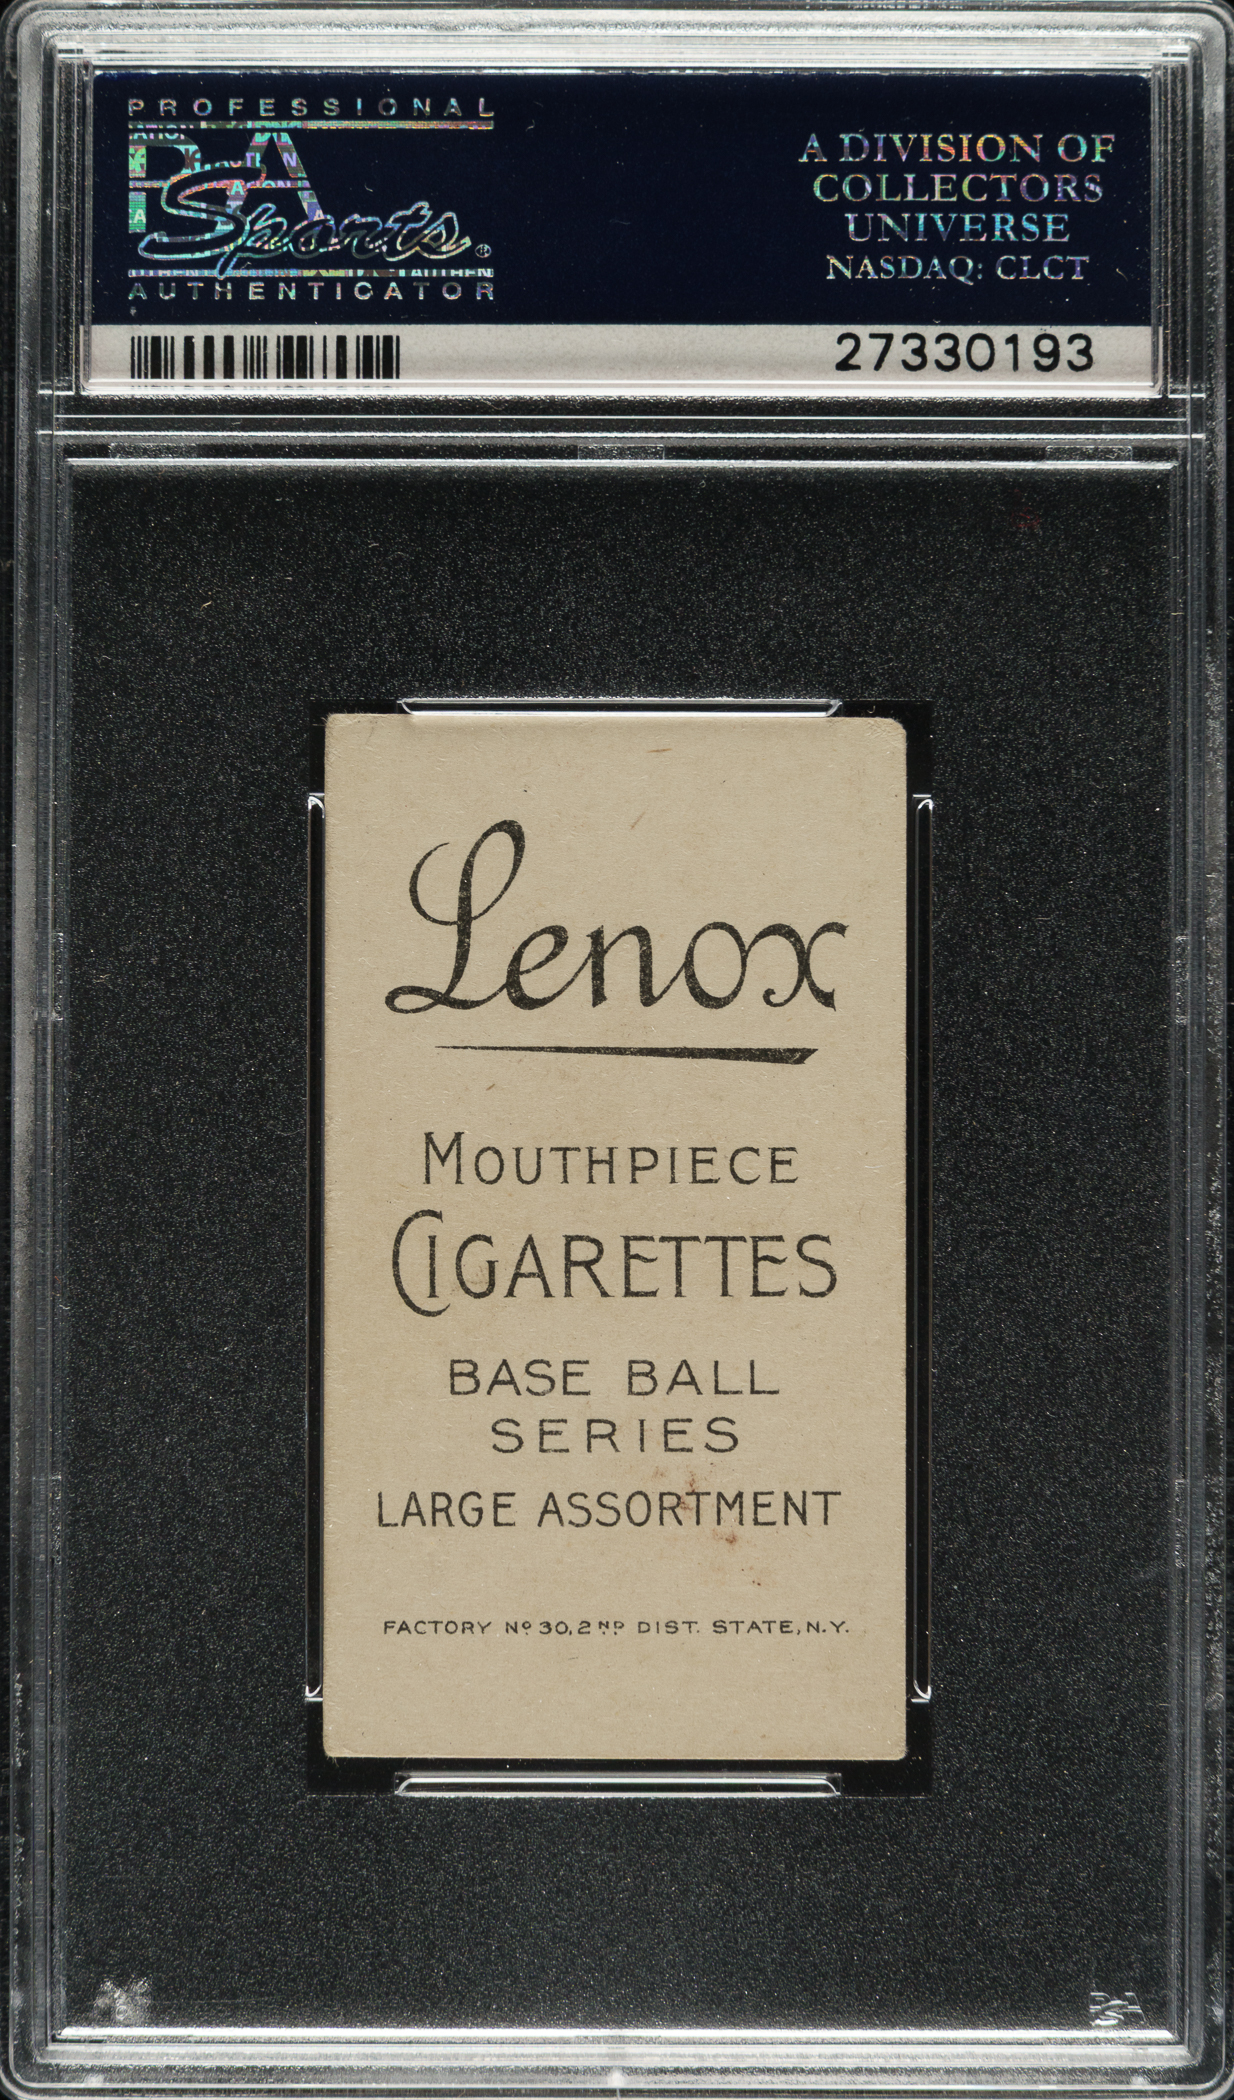 PROFESSIONAL
PSA
Sports®
AUTHENTICATOR
A DIVISION OF
COLLECTORS
UNIVERSE
NASDAQ: CLCT
27330193
Lenox
MOUTHPIECE
CIGARETTES
BASE BALL
SERIES
LARGE ASSORTMENT
FACTORY Nº 30, 2ND DIST. STATE, N.Y.
PSA